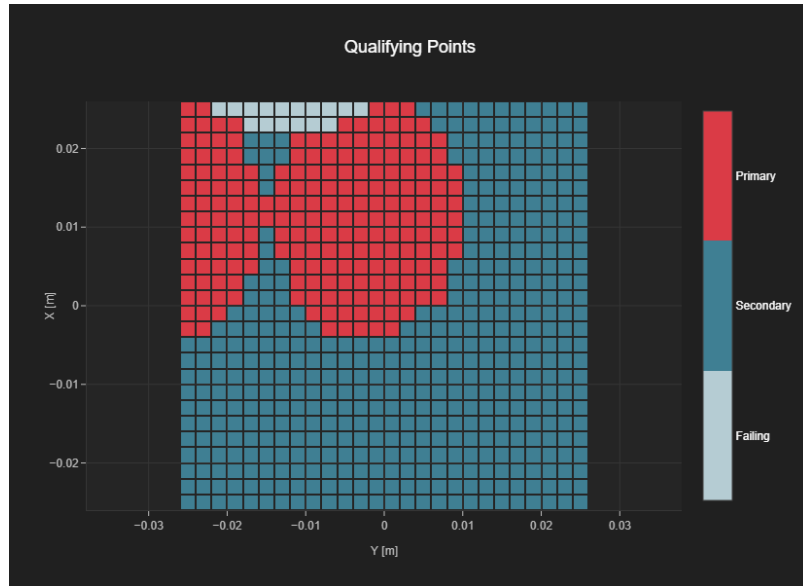 Qualifying Points
0.02
0.01
0
−0.01
−0.02
X [m]
−0.03
−0.02
−0.01
0
0.01
0.02
0.03
Y [m]
Primary
Secondary
Failing